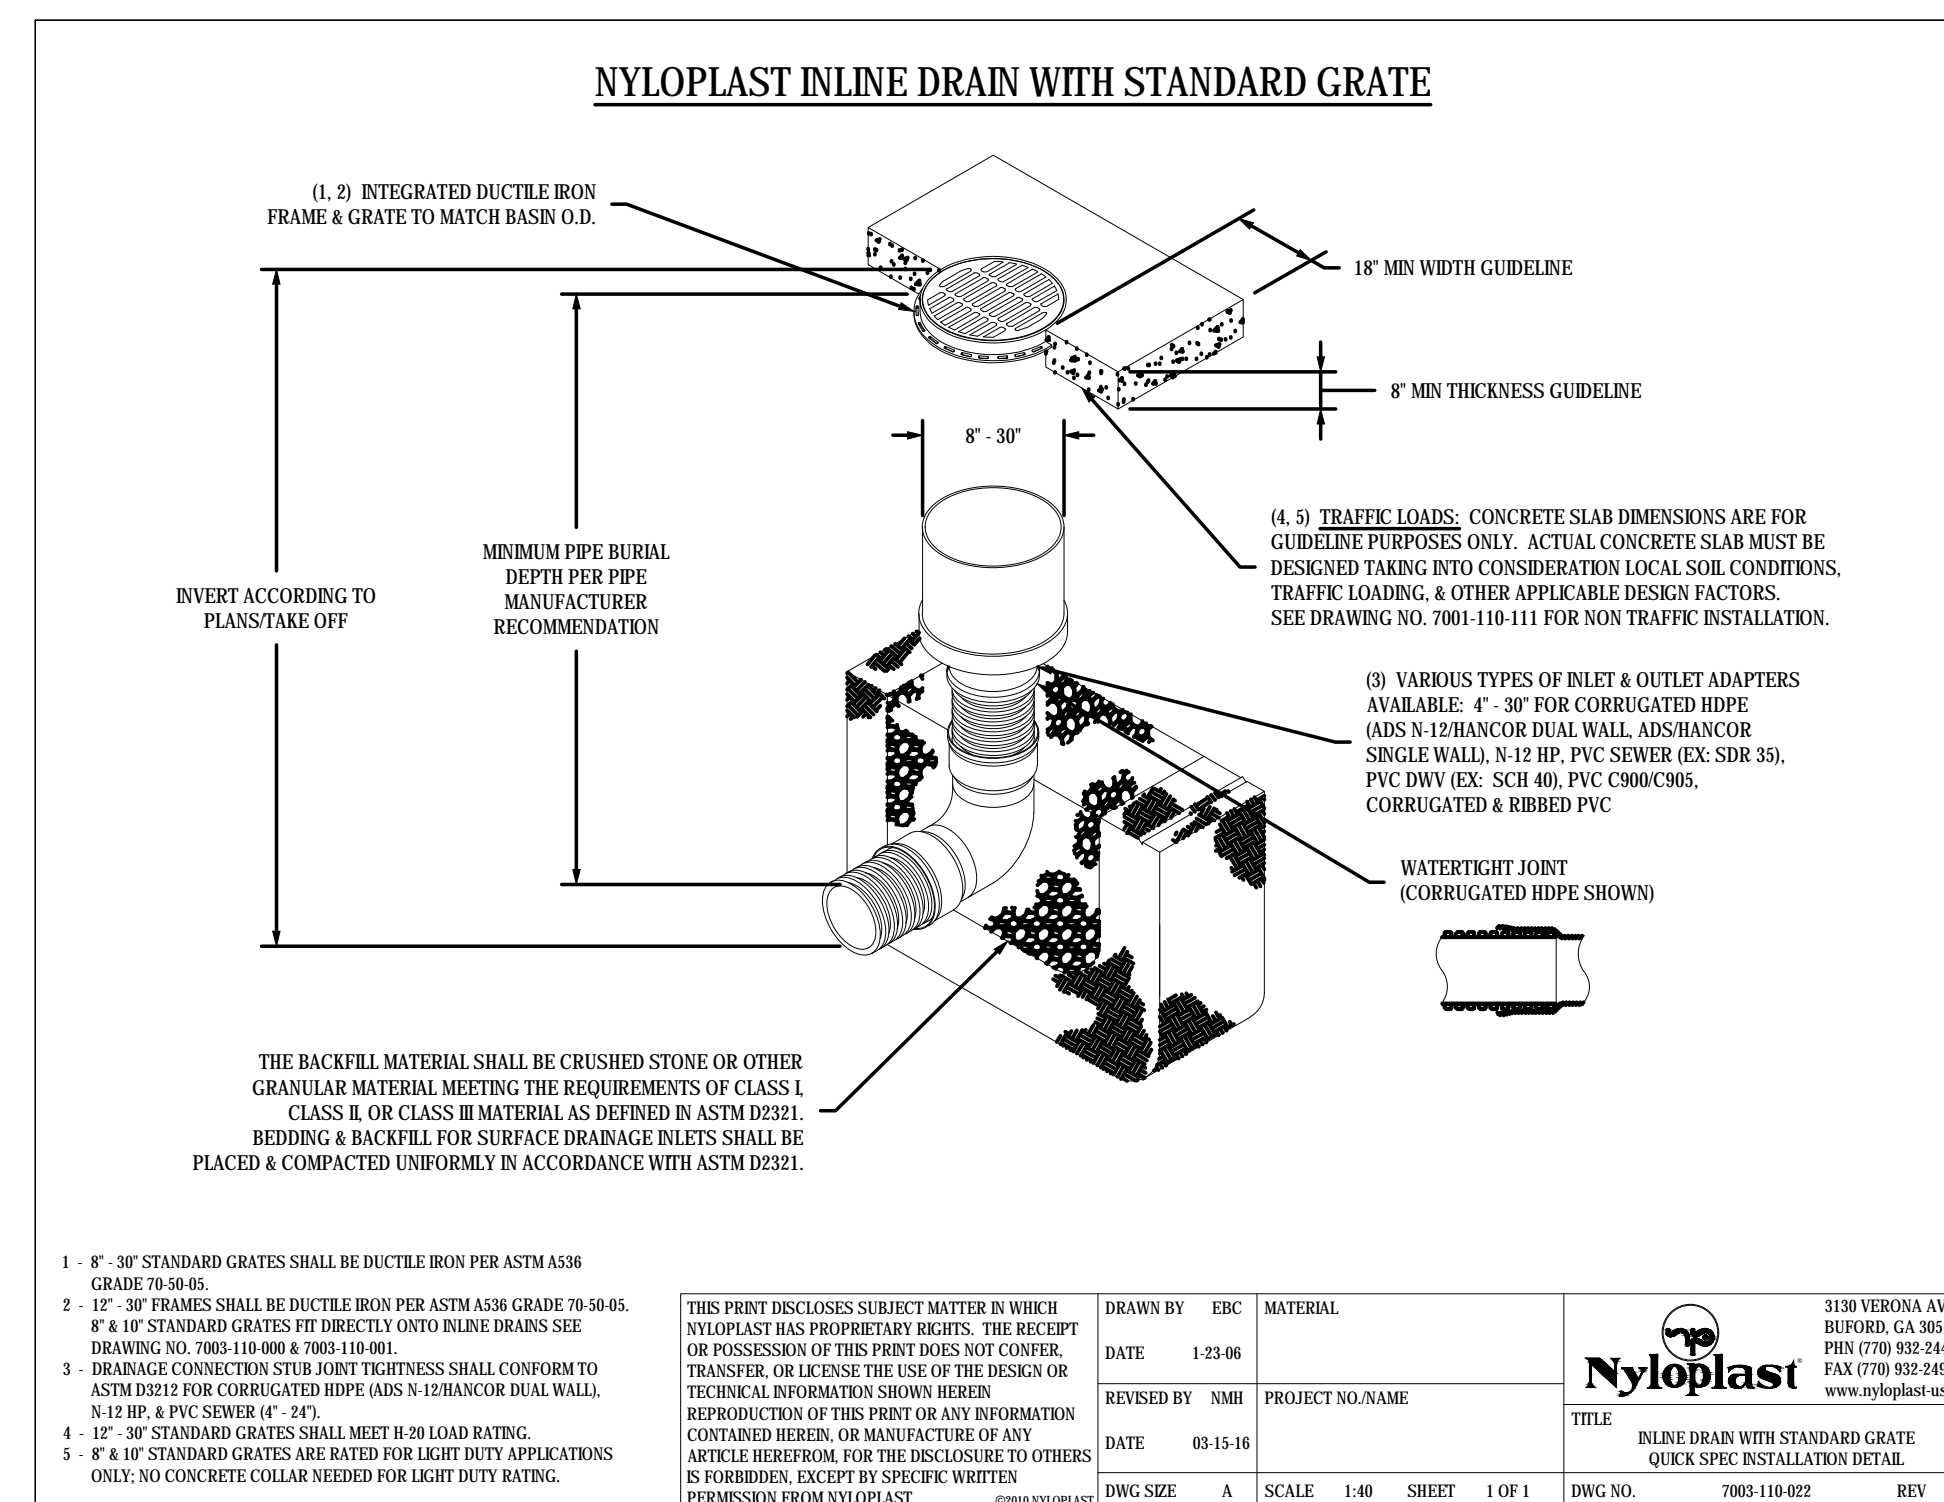 NYLOPLAST INLINE DRAIN WITH STANDARD GRATE
(1, 2) INTEGRATED DUCTILE IRON
FRAME & GRATE TO MATCH BASIN O.D.
18" MIN WIDTH GUIDELINE
8" MIN THICKNESS GUIDELINE
8" - 30"
(4, 5) TRAFFIC LOADS: CONCRETE SLAB DIMENSIONS ARE FOR
GUIDELINE PURPOSES ONLY. ACTUAL CONCRETE SLAB MUST BE
DESIGNED TAKING INTO CONSIDERATION LOCAL SOIL CONDITIONS,
TRAFFIC LOADING, & OTHER APPLICABLE DESIGN FACTORS.
SEE DRAWING NO. 7001-110-111 FOR NON TRAFFIC INSTALLATION.
MINIMUM PIPE BURIAL
DEPTH PER PIPE
MANUFACTURER
RECOMMENDATION
INVERT ACCORDING TO
PLANS/TAKE OFF
(3) VARIOUS TYPES OF INLET & OUTLET ADAPTERS
AVAILABLE: 4" - 30" FOR CORRUGATED HDPE
(ADS N-12/HANCOR DUAL WALL, ADS/HANCOR
SINGLE WALL), N-12 HP, PVC SEWER (EX: SDR 35),
PVC DWV (EX: SCH 40), PVC C900/C905,
CORRUGATED & RIBBED PVC
WATERTIGHT JOINT
(CORRUGATED HDPE SHOWN)
THE BACKFILL MATERIAL SHALL BE CRUSHED STONE OR OTHER
GRANULAR MATERIAL MEETING THE REQUIREMENTS OF CLASS I,
CLASS II, OR CLASS III MATERIAL AS DEFINED IN ASTM D2321.
BEDDING & BACKFILL FOR SURFACE DRAINAGE INLETS SHALL BE
PLACED & COMPACTED UNIFORMLY IN ACCORDANCE WITH ASTM D2321.
1 - 8" - 30" STANDARD GRATES SHALL BE DUCTILE IRON PER ASTM A536
GRADE 70-50-05.
2 - 12" - 30" FRAMES SHALL BE DUCTILE IRON PER ASTM A536 GRADE 70-50-05.
8" & 10" STANDARD GRATES FIT DIRECTLY ONTO INLINE DRAINS SEE
DRAWING NO. 7003-110-000 & 7003-110-001.
3 - DRAINAGE CONNECTION STUB JOINT TIGHTNESS SHALL CONFORM TO
ASTM D3212 FOR CORRUGATED HDPE (ADS N-12/HANCOR DUAL WALL),
N-12 HP, & PVC SEWER (4" - 24").
4 - 12" - 30" STANDARD GRATES SHALL MEET H-20 LOAD RATING.
5 - 8" & 10" STANDARD GRATES ARE RATED FOR LIGHT DUTY APPLICATIONS
ONLY; NO CONCRETE COLLAR NEEDED FOR LIGHT DUTY RATING.
THIS PRINT DISCLOSES SUBJECT MATTER IN WHICH
NYLOPLAST HAS PROPRIETARY RIGHTS. THE RECEIPT
OR POSSESSION OF THIS PRINT DOES NOT CONFER,
TRANSFER, OR LICENSE THE USE OF THE DESIGN OR
TECHNICAL INFORMATION SHOWN HEREIN
REPRODUCTION OF THIS PRINT OR ANY INFORMATION
CONTAINED HEREIN, OR MANUFACTURE OF ANY
ARTICLE HEREFROM, FOR THE DISCLOSURE TO OTHERS
IS FORBIDDEN, EXCEPT BY SPECIFIC WRITTEN
PERMISSION FROM NYLOPLAST.
©2010 NYLOPLAST
DRAWN BY EBC
DATE 1-23-06
REVISED BY NMH
DATE 03-15-16
DWG SIZE A
MATERIAL
PROJECT NO./NAME
SCALE 1:40 SHEET 1 OF 1
Nyloplast
3130 VERONA AV
BUFORD, GA 305
PHN (770) 932-244
FAX (770) 932-249
www.nyloplast-us
TITLE
INLINE DRAIN WITH STANDARD GRATE
QUICK SPEC INSTALLATION DETAIL
DWG NO. 7003-110-022 REV